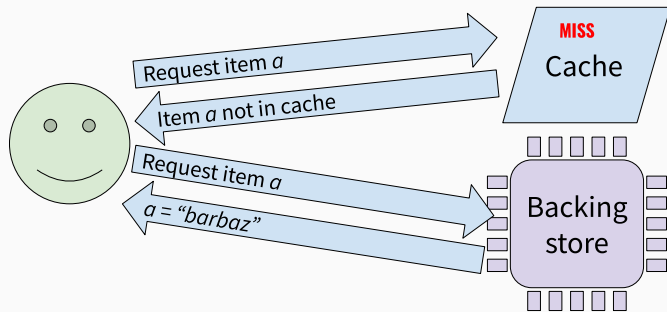 MISS
Cache
Request item a
Item a not in cache
Request item a
a = “barbaz”
Backing
store